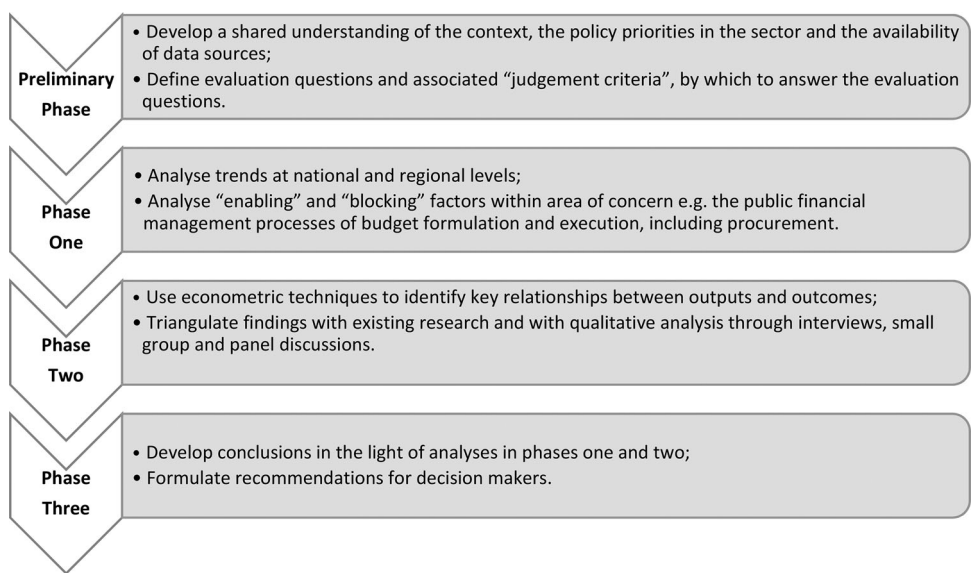 Preliminary
Phase
• Develop a shared understanding of the context, the policy priorities in the sector and the availability
of data sources;
• Define evaluation questions and associated “judgement criteria”, by which to answer the evaluation
questions.
Phase
One
• Analyse trends at national and regional levels;
• Analyse “enabling” and “blocking” factors within area of concern e.g. the public financial
management processes of budget formulation and execution, including procurement.
Phase
Two
• Use econometric techniques to identify key relationships between outputs and outcomes;
• Triangulate findings with existing research and with qualitative analysis through interviews, small
group and panel discussions.
Phase
Three
• Develop conclusions in the light of analyses in phases one and two;
• Formulate recommendations for decision makers.